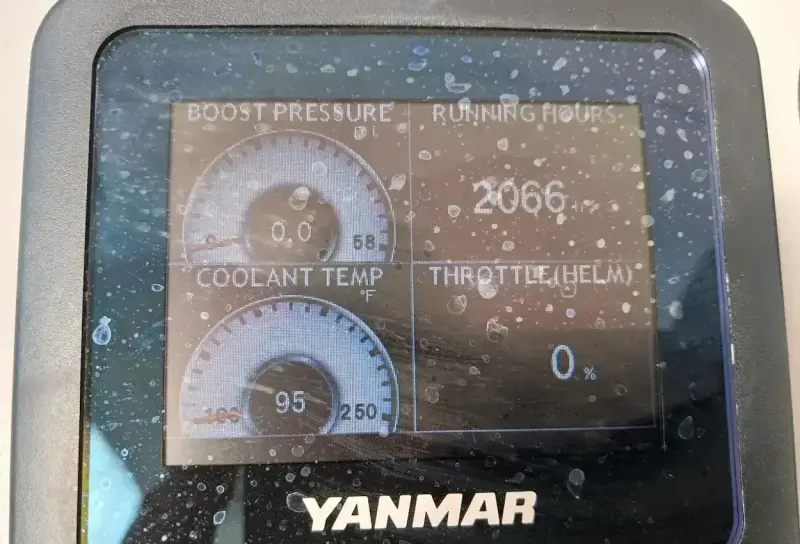 BOOST PRESSURE
0.0
58
RUNNING HOURS
2066
COOLANT TEMP
°F
95
250
THROTTLE(HELM)
0 %
YANMAR